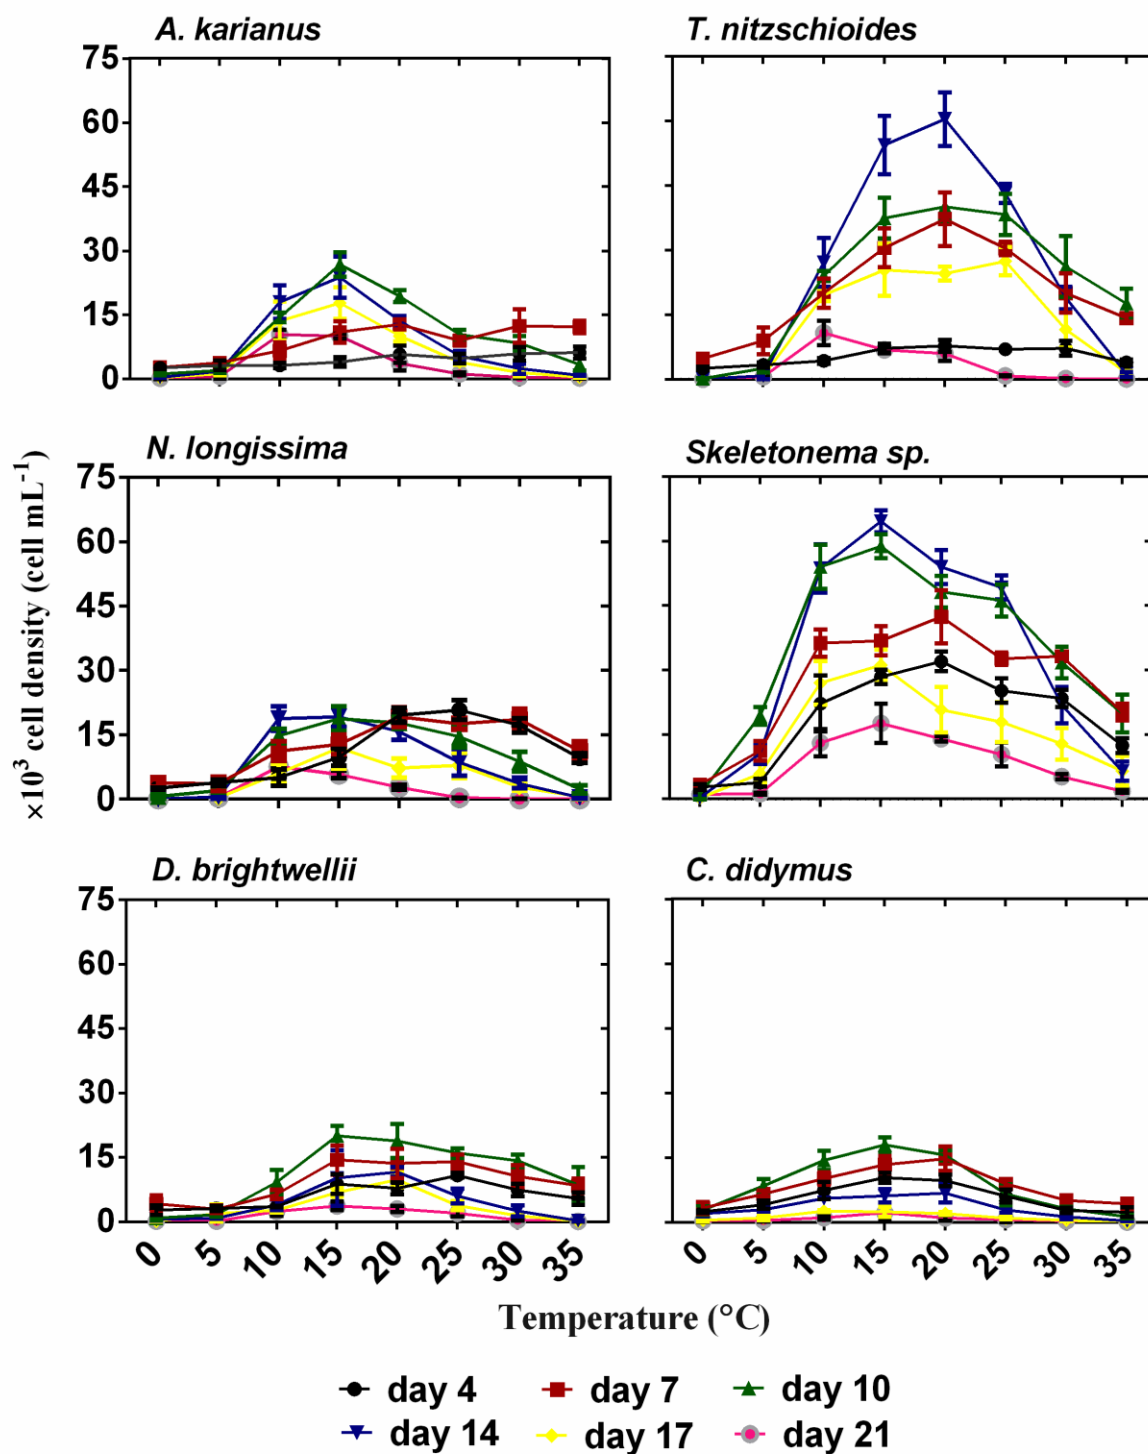 A. karianus
T. nitzschioides
75
60
45
30
15
0
N. longissima
Skeletonema sp.
75
60
45
30
15
0
×10³ cell density (cell mL⁻¹)
D. brightwellii
C. didymus
75
60
45
30
15
0
0 5 10 15 20 25 30 35
0 5 10 15 20 25 30 35
Temperature (°C)
day 4 day 7 day 10
day 14 day 17 day 21